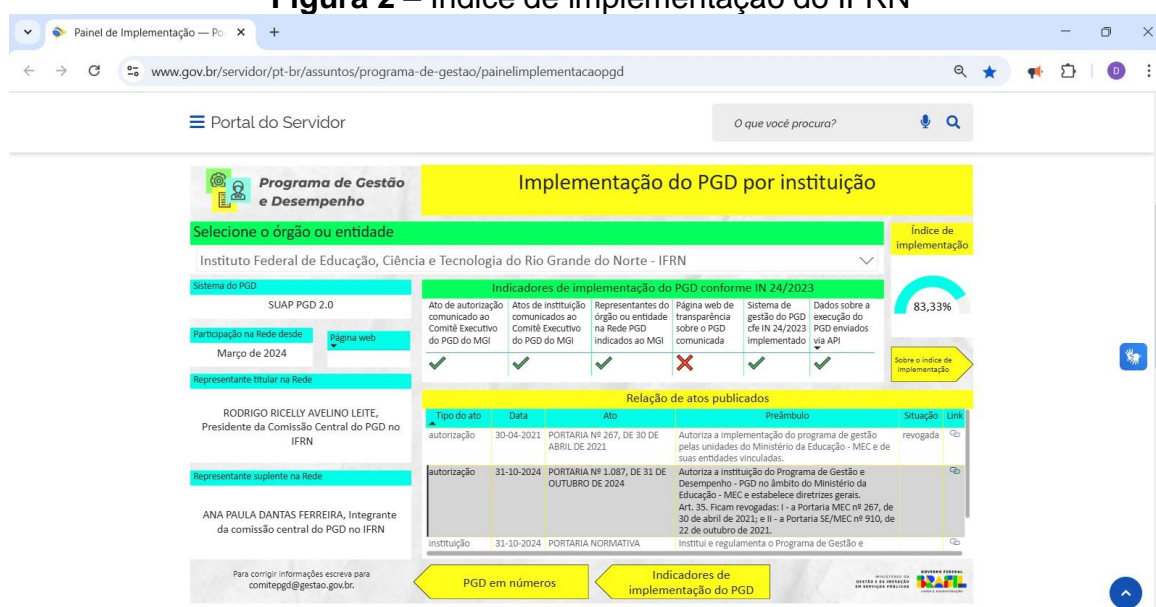 Figura 2 – Índice de implementação do IFRN
Painel de Implementação — Po
www.gov.br/servidor/pt-br/assuntos/programa-de-gestao/painelimplementacaopgd
D
Portal do Servidor
O que você procura?
Programa de Gestão
e Desempenho
Implementação do PGD por instituição
Selecione o órgão ou entidade
Índice de
implementação
Instituto Federal de Educação, Ciência e Tecnologia do Rio Grande do Norte - IFRN
83,33%
Sistema do PGD
SUAP PGD 2.0
Participação na Rede desde
Março de 2024
Página web
Indicadores de implementação do PGD conforme IN 24/2023
Ato de autorização
comunicado ao
Comitê Executivo
do PGD do MGI
Atos de instituição
comunicados ao
Comitê Executivo
do PGD do MGI
Representantes do
órgão ou entidade
na Rede PGD
indicados ao MGI
Página web de
transparência
sobre o PGD
comunicada
Sistema de
gestão do PGD
cfe IN 24/2023
implementado
Dados sobre a
execução do
PGD enviados
via API
Sobre o índice de
implementação
Representante titular na Rede
RODRIGO RICELLY AVELINO LEITE,
Presidente da Comissão Central do PGD no
IFRN
Representante suplente na Rede
ANA PAULA DANTAS FERREIRA, Integrante
da comissão central do PGD no IFRN
Relação de atos publicados
Tipo do ato Data Ato Preâmbulo Situação Link
autorização 30-04-2021 PORTARIA Nº 267, DE 30 DE
ABRIL DE 2021
Autoriza a implementação do programa de gestão
pelas unidades do Ministério da Educação - MEC e de
suas entidades vinculadas.
revogada
autorização 31-10-2024 PORTARIA Nº 1.087, DE 31 DE
OUTUBRO DE 2024
Autoriza a instituição do Programa de Gestão e
Desempenho - PGD no âmbito do Ministério da
Educação - MEC e estabelece diretrizes gerais.
Art. 35. Ficam revogadas: I - a Portaria MEC nº 267, de
30 de abril de 2021; e II - a Portaria SE/MEC nº 910, de
22 de outubro de 2021.
instituição 31-10-2024 PORTARIA NORMATIVA Institui e regulamenta o Programa de Gestão e
Para corrigir informações escreva para
comitepgd@gestao.gov.br.
PGD em números
Indicadores de
implementação do PGD
MINISTÉRIO DA
GESTÃO E DA INOVAÇÃO
EM SERVIÇOS PÚBLICOS
GOVERNO FEDERAL
BRASIL
UNIÃO E RECONSTRUÇÃO